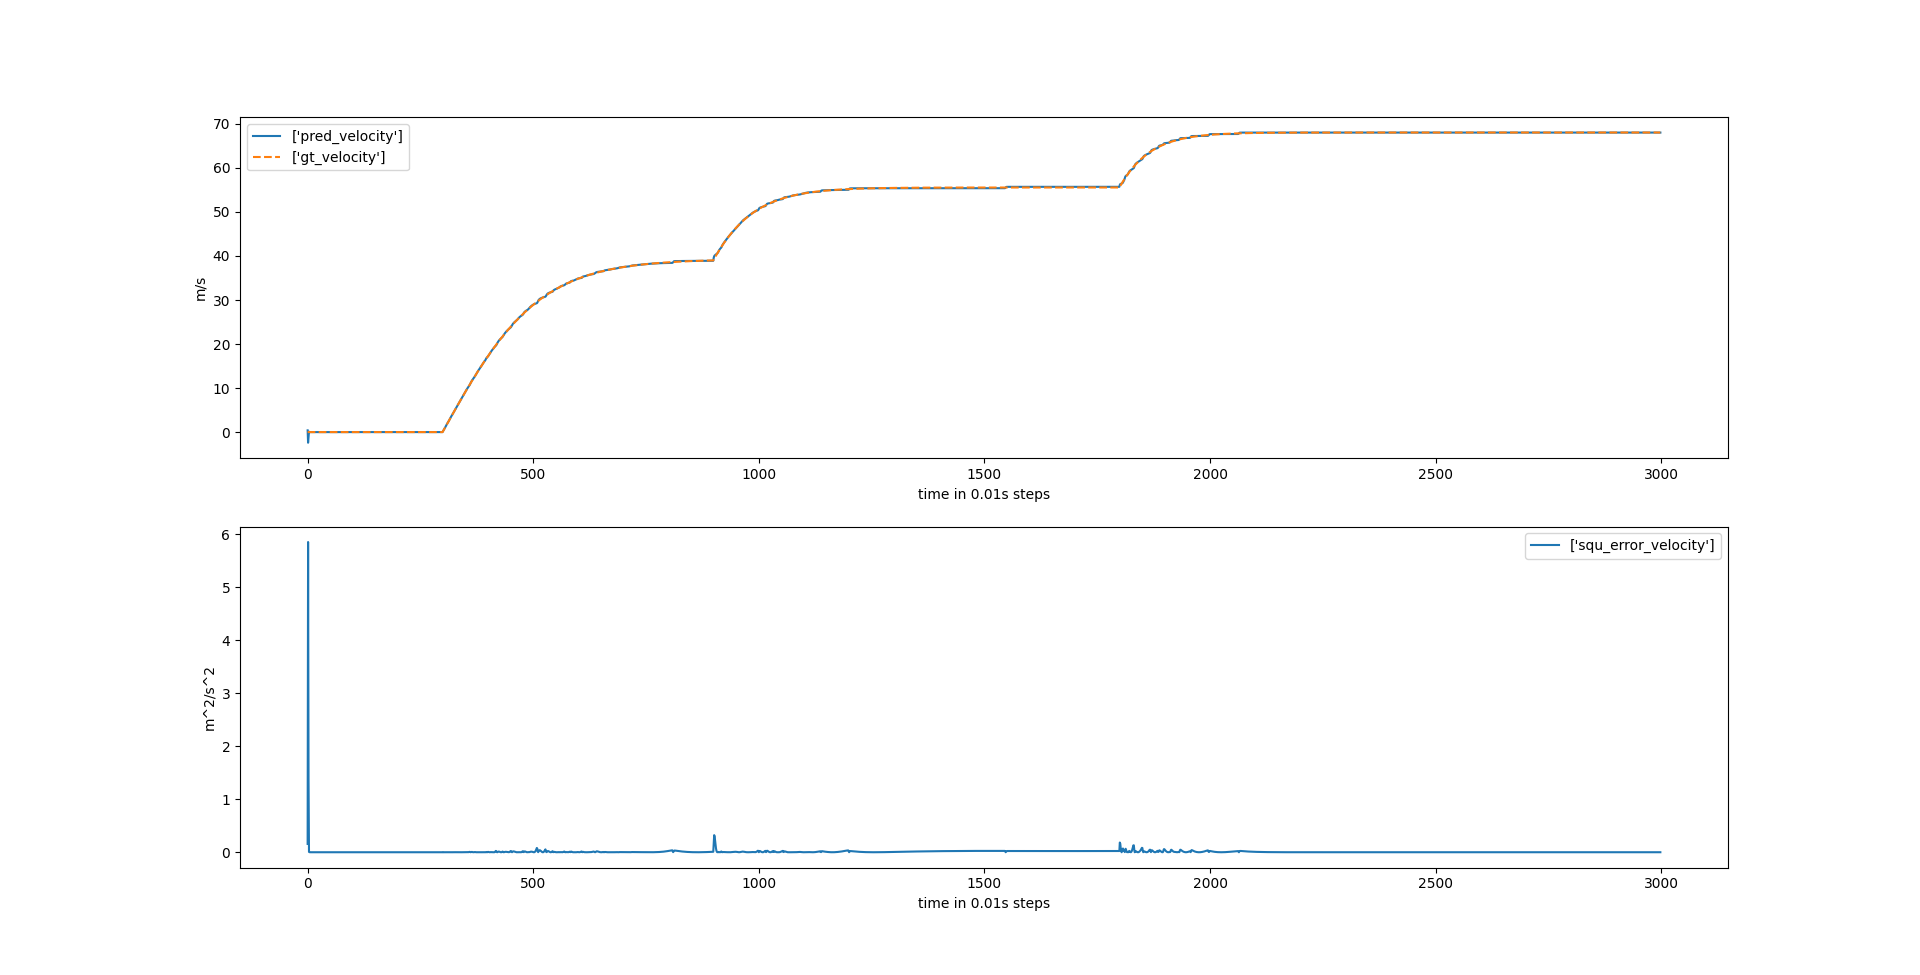 70
60
50
40
30
20
10
0
m/s
['pred_velocity']
['gt_velocity']
0 500 1000 1500 2000 2500 3000
time in 0.01s steps
6
5
4
3
2
1
0
m^2/s^2
['squ_error_velocity']
0 500 1000 1500 2000 2500 3000
time in 0.01s steps